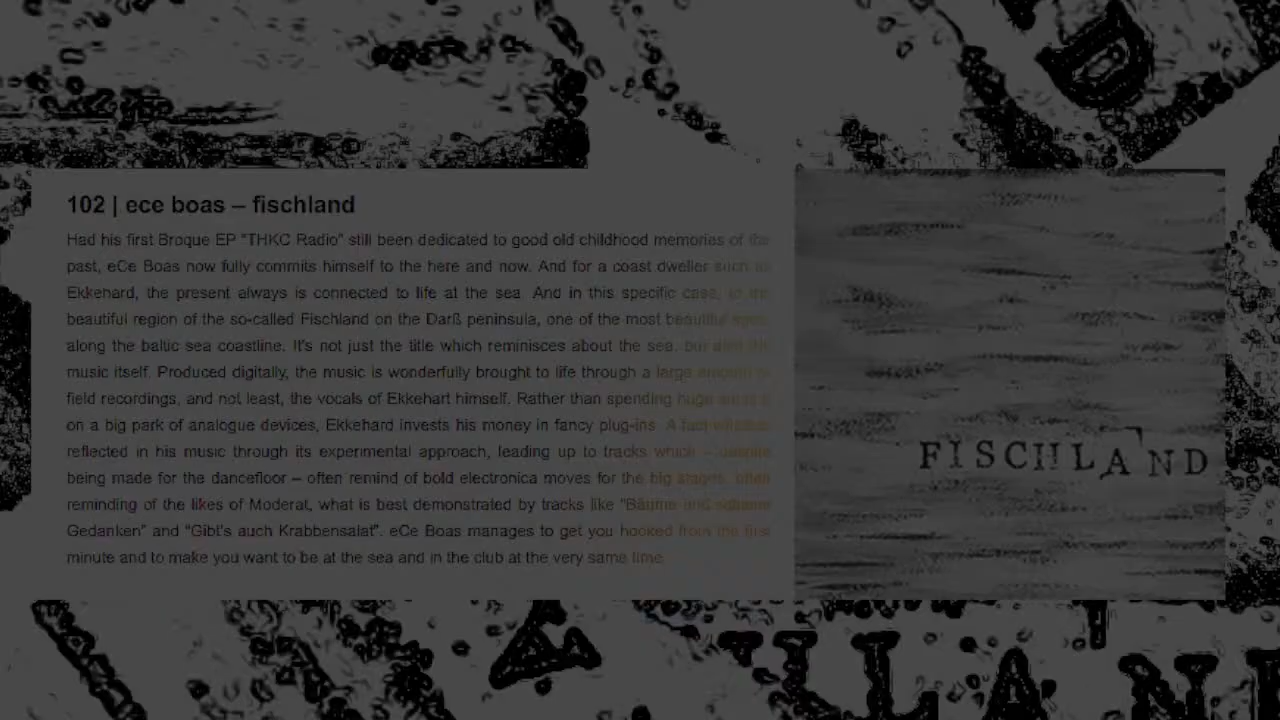 102 | ece boas – fischland
Had his first Broque EP "THKC Radio" still been dedicated to good old childhood memories of the
past, eCe Boas now fully commits himself to the here and now. And for a coast dweller such as
Ekkehard, the present always is connected to life at the sea. And in this specific case, to the
beautiful region of the so-called Fischland on the Darß peninsula, one of the most beautiful spots
along the baltic sea coastline. It's not just the title which reminisces about the sea, but also the
music itself. Produced digitally, the music is wonderfully brought to life through a large amount of
field recordings, and not least, the vocals of Ekkehart himself. Rather than spending huge sums
on a big park of analogue devices, Ekkehard invests his money in fancy plug-ins. A fact which is
reflected in his music through its experimental approach, leading up to tracks which – despite
being made for the dancefloor – often remind of bold electronica moves for the big stages, often
reminding of the likes of Moderat, what is best demonstrated by tracks like "Bäume und seltsame
Gedanken" and "Gibt's auch Krabbensalat". eCe Boas manages to get you hooked from the first
minute and to make you want to be at the sea and in the club at the very same time.
FISCHLAND
D
LAN